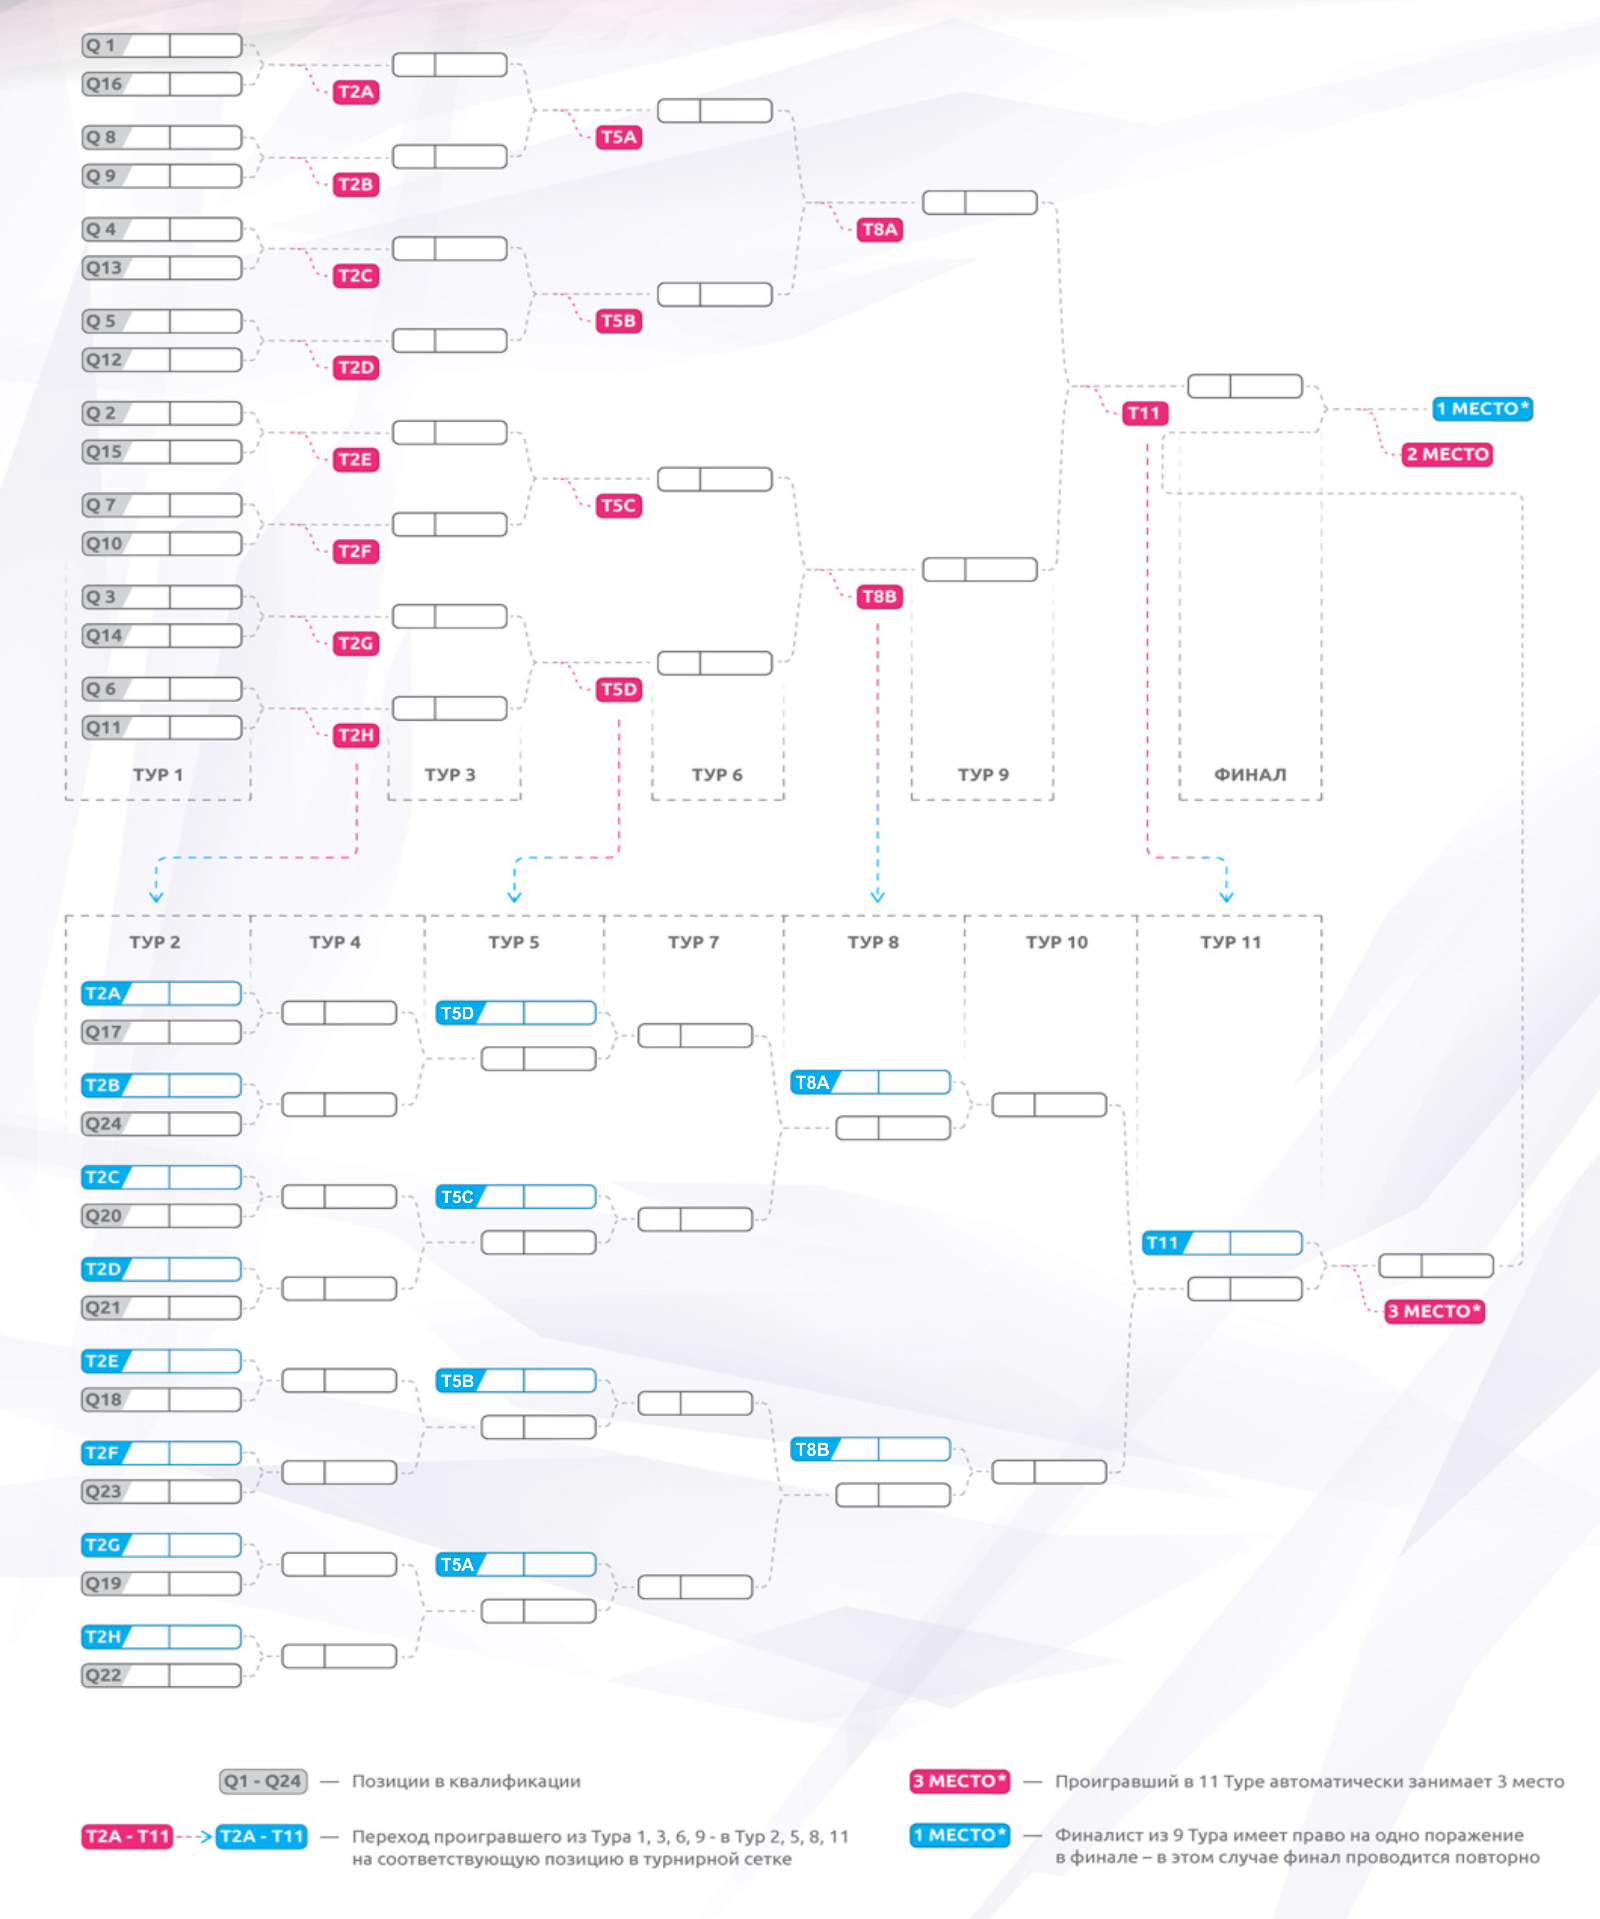 Q 1
Q16
T2A
Q 8
T5A
Q 9
T2B
Q 4
T8A
Q13
T2C
Q 5
T5B
Q12
T2D
Q 2
T11
1 МЕСТО*
Q15
T2E
2 МЕСТО
Q 7
T5C
Q10
T2F
Q 3
T8B
Q14
T2G
Q 6
T5D
Q11
T2H
ТУР 1
ТУР 3
ТУР 6
ТУР 9
ФИНАЛ
ТУР 2
ТУР 4
ТУР 5
ТУР 7
ТУР 8
ТУР 10
ТУР 11
T2A
T5D
Q17
T2B
T8A
Q24
T2C
T5C
Q20
T11
T2D
Q21
3 МЕСТО*
T2E
T5B
Q18
T2F
T8B
Q23
T2G
T5A
Q19
T2H
Q22
Q1 - Q24 — Позиции в квалификации
T2A - T11 T2A - T11 — Переход проигравшего из Тура 1, 3, 6, 9 - в Тур 2, 5, 8, 11
на соответствующую позицию в турнирной сетке
3 МЕСТО* — Проигравший в 11 Туре автоматически занимает 3 место
1 МЕСТО* — Финалист из 9 Тура имеет право на одно поражение
в финале – в этом случае финал проводится повторно